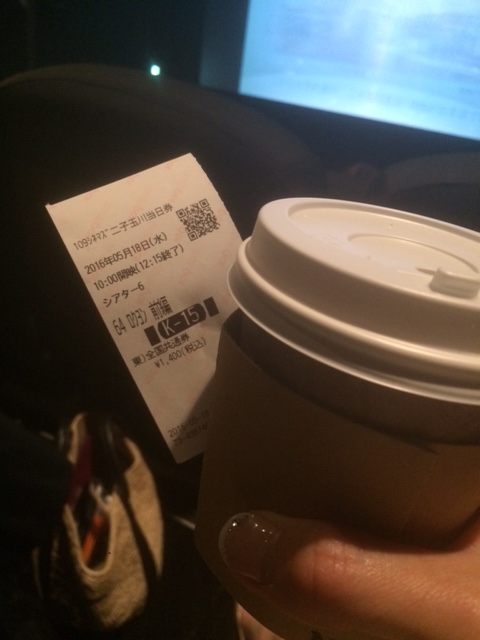 109シネマズ二子玉川当日券
2016年05月18日(水)
10:00開映(12:15終了)
シアター6
64 ロクヨン 前編
K-15
東)全国共通券
¥1,400(税込)